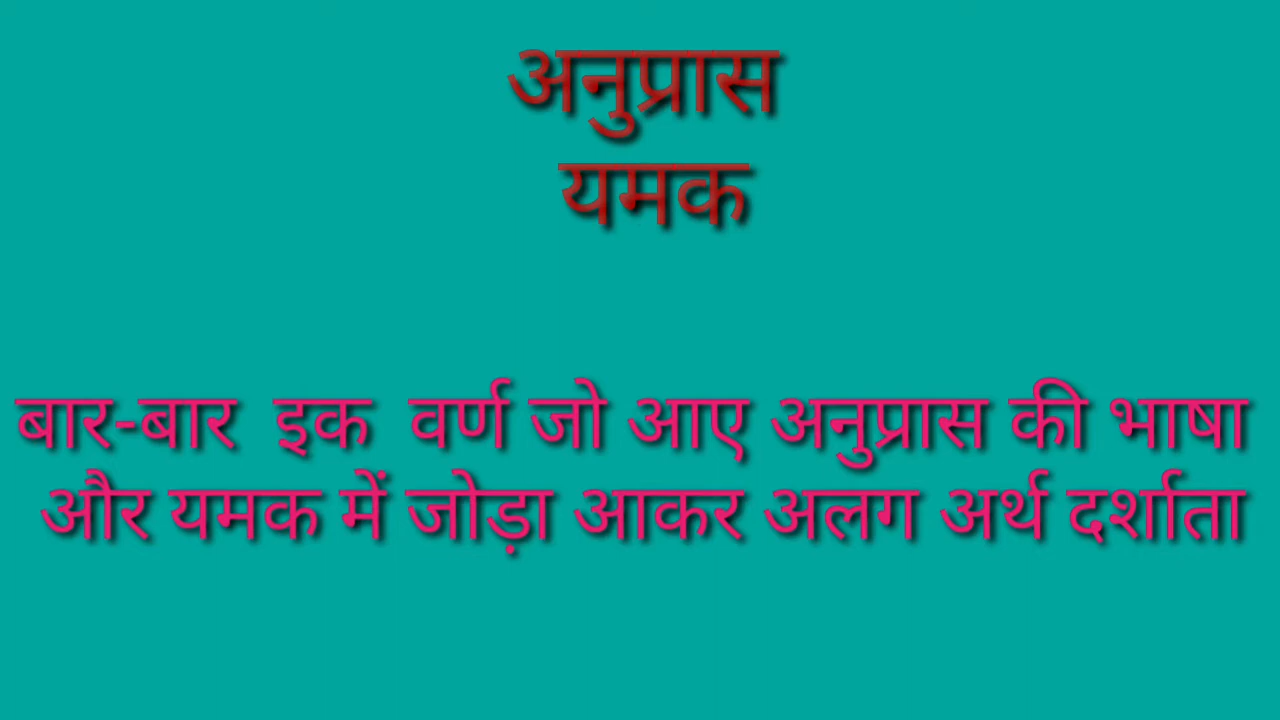 अनुप्रास
यमक
बार-बार इक वर्ण जो आए अनुप्रास की भाषा
और यमक में जोड़ा आकर अलग अर्थ दर्शाता